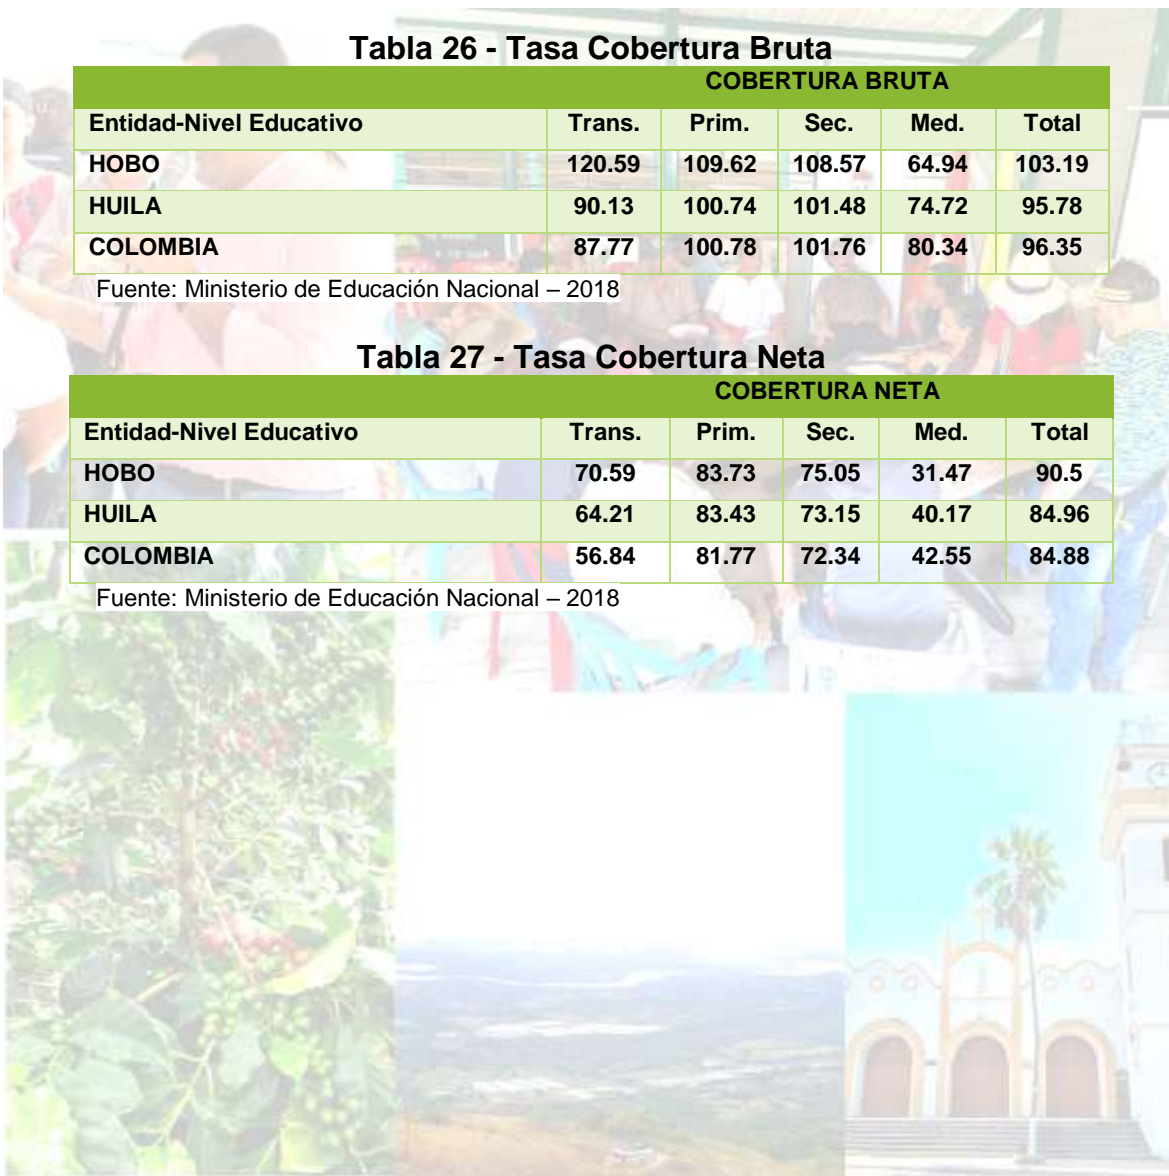 Tabla 26 - Tasa Cobertura Bruta
COBERTURA BRUTA
Entidad-Nivel Educativo Trans. Prim. Sec. Med. Total
HOBO 120.59 109.62 108.57 64.94 103.19
HUILA 90.13 100.74 101.48 74.72 95.78
COLOMBIA 87.77 100.78 101.76 80.34 96.35
Fuente: Ministerio de Educación Nacional – 2018
Tabla 27 - Tasa Cobertura Neta
COBERTURA NETA
Entidad-Nivel Educativo Trans. Prim. Sec. Med. Total
HOBO 70.59 83.73 75.05 31.47 90.5
HUILA 64.21 83.43 73.15 40.17 84.96
COLOMBIA 56.84 81.77 72.34 42.55 84.88
Fuente: Ministerio de Educación Nacional – 2018